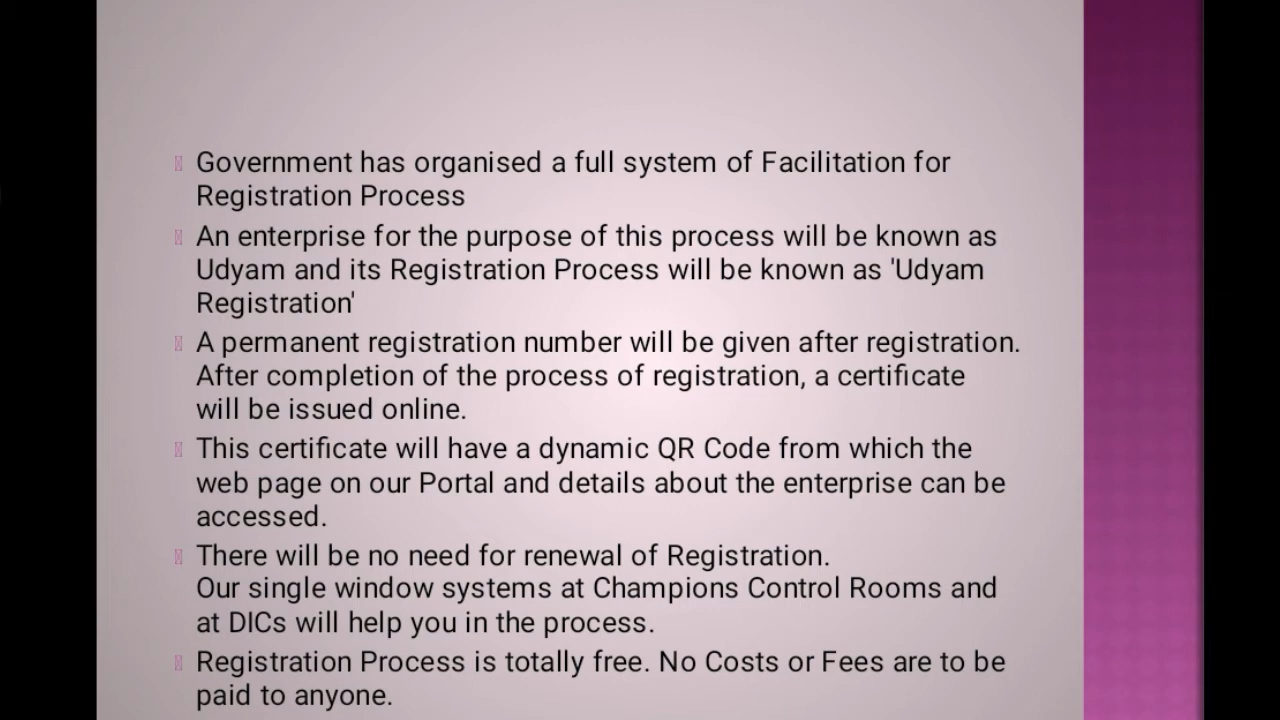 Government has organised a full system of Facilitation for
Registration Process
An enterprise for the purpose of this process will be known as
Udyam and its Registration Process will be known as 'Udyam
Registration'
A permanent registration number will be given after registration.
After completion of the process of registration, a certificate
will be issued online.
This certificate will have a dynamic QR Code from which the
web page on our Portal and details about the enterprise can be
accessed.
There will be no need for renewal of Registration.
Our single window systems at Champions Control Rooms and
at DICs will help you in the process.
Registration Process is totally free. No Costs or Fees are to be
paid to anyone.